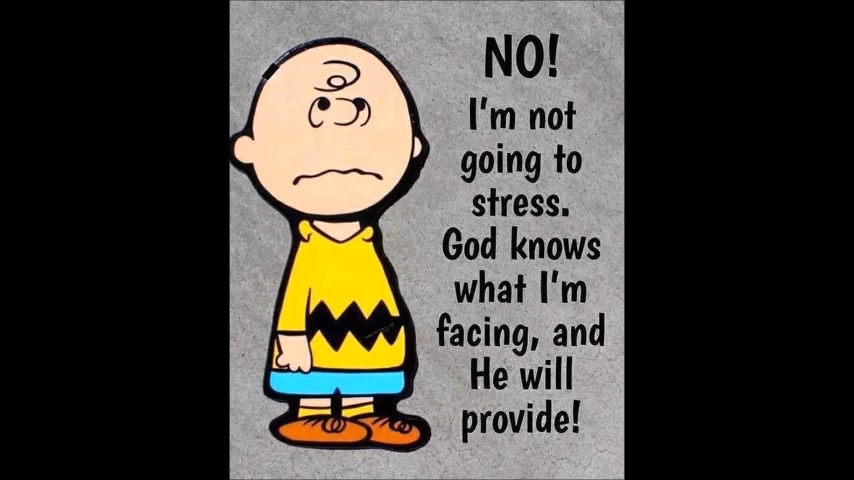 NO!
I'm not
going to
stress.
God knows
what I'm
facing, and
He will
provide!